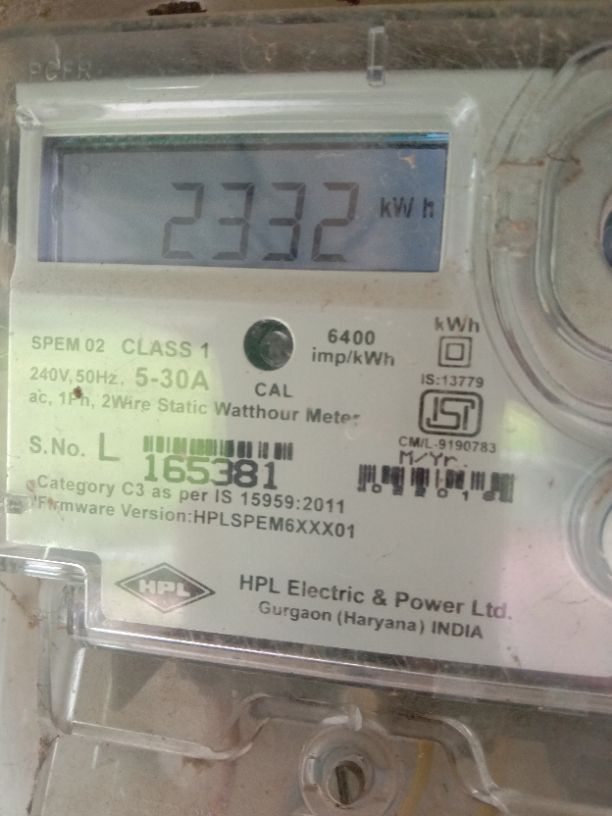 2332 kWh
SPEM 02 CLASS 1
6400
imp/kWh
kWh
240V, 50Hz, 5-30A
CAL
IS:13779
ac, 1Ph, 2Wire Static Watthour Meter
ISI
CM/L-9190783
S.No. L 165381
M/Yr.
Category C3 as per IS 15959:2011
Firmware Version:HPLSPEM6XXX01
HPL
HPL Electric & Power Ltd.
Gurgaon (Haryana) INDIA